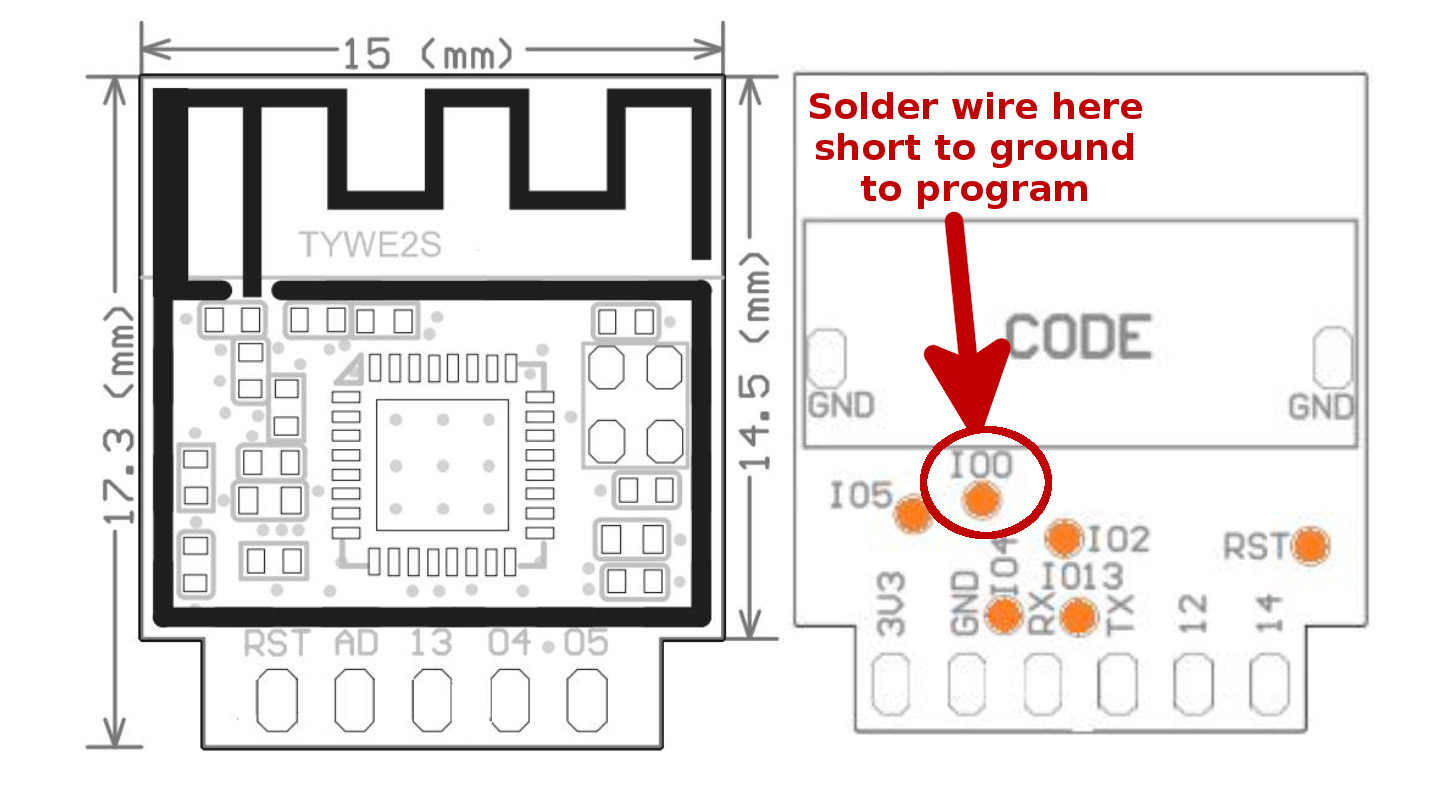 15 (mm)
17.3 (mm)
14.5 (mm)
TYWE2S
RST AD 13 04 05
Solder wire here
short to ground
to program
CODE
GND
GND
IO0
IO5
IO2
RST
IO4
IO13
3V3
GND
RX
TX
12
14